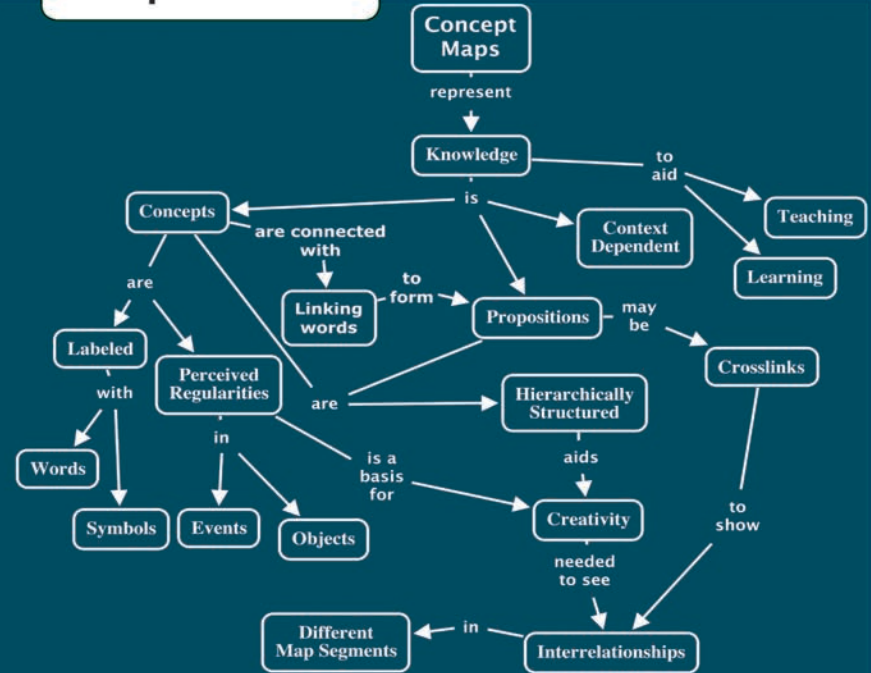 Concept
Maps
represent
Knowledge
to
aid
is
Concepts
are connected
with
Context
Dependent
Teaching
Learning
are
Linking
words
to
form
Propositions
may
be
Labeled
Perceived
Regularities
Crosslinks
with
are
Hierarchically
Structured
in
Words
is a
basis
for
aids
Symbols
Events
Objects
Creativity
to
show
needed
to see
Different
Map Segments
in
Interrelationships